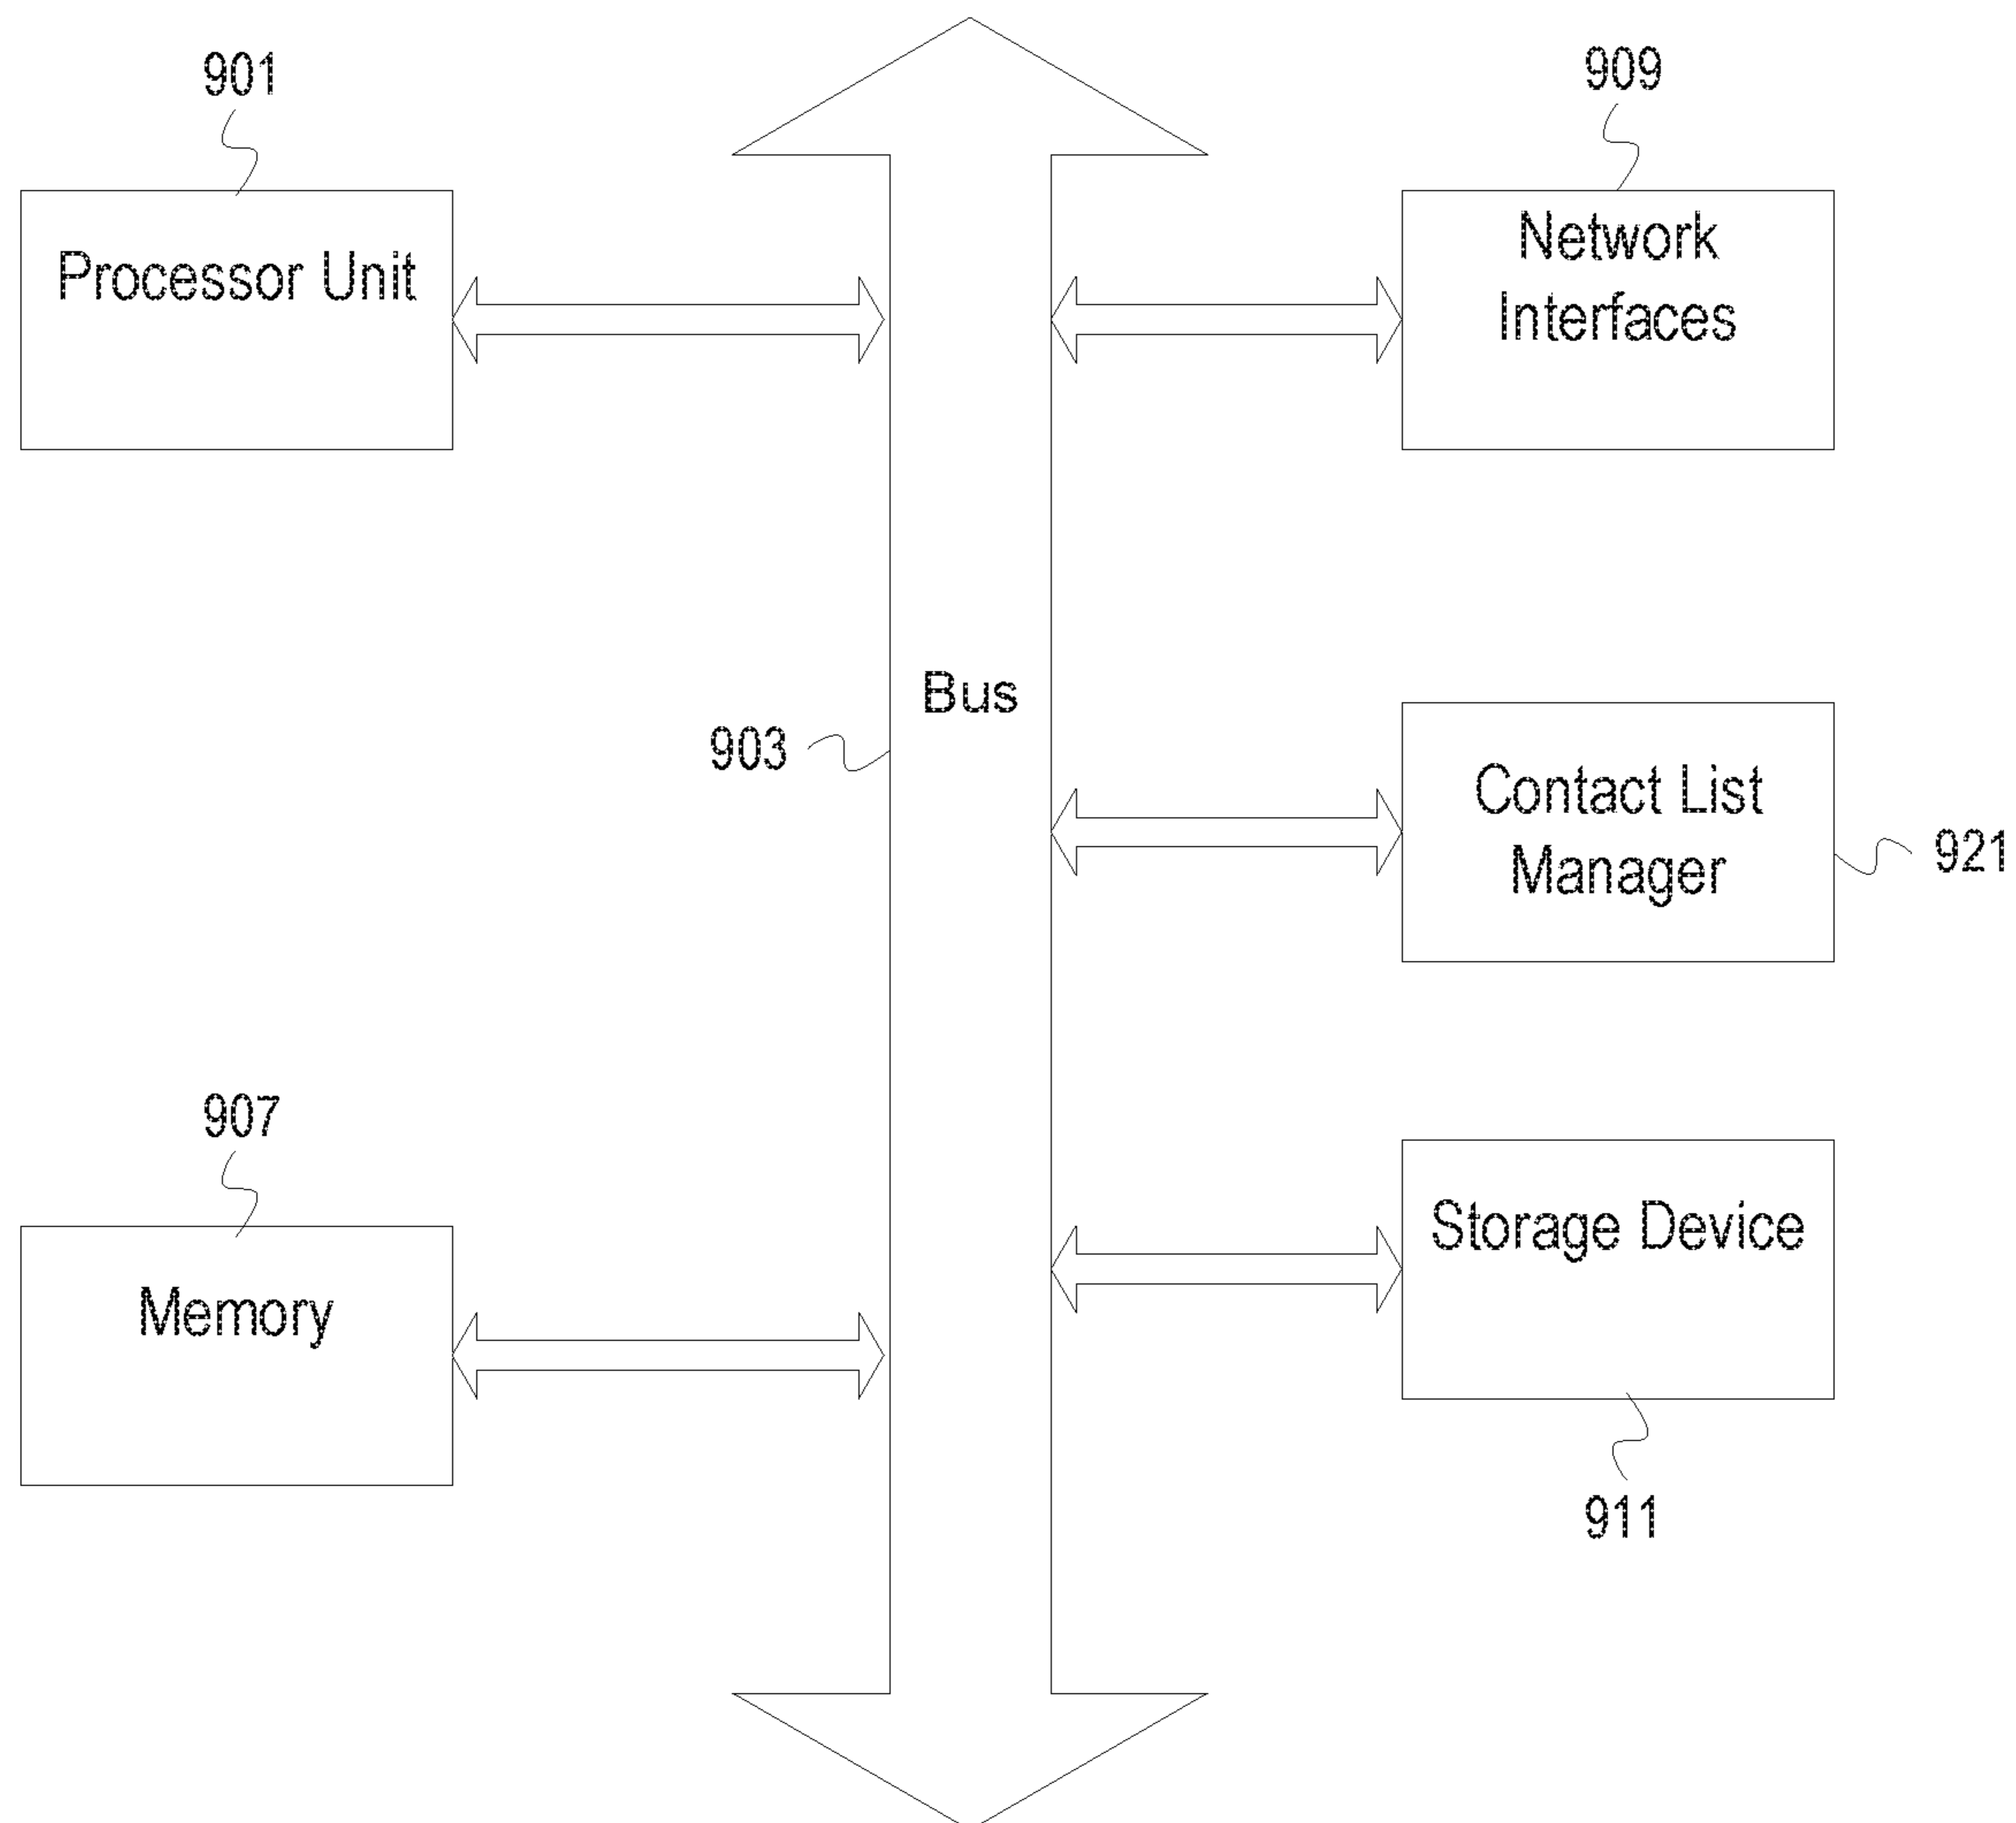 901
909
Processor Unit
Network
Interfaces
Bus
903
Contact List
Manager
921
907
Memory
Storage Device
911